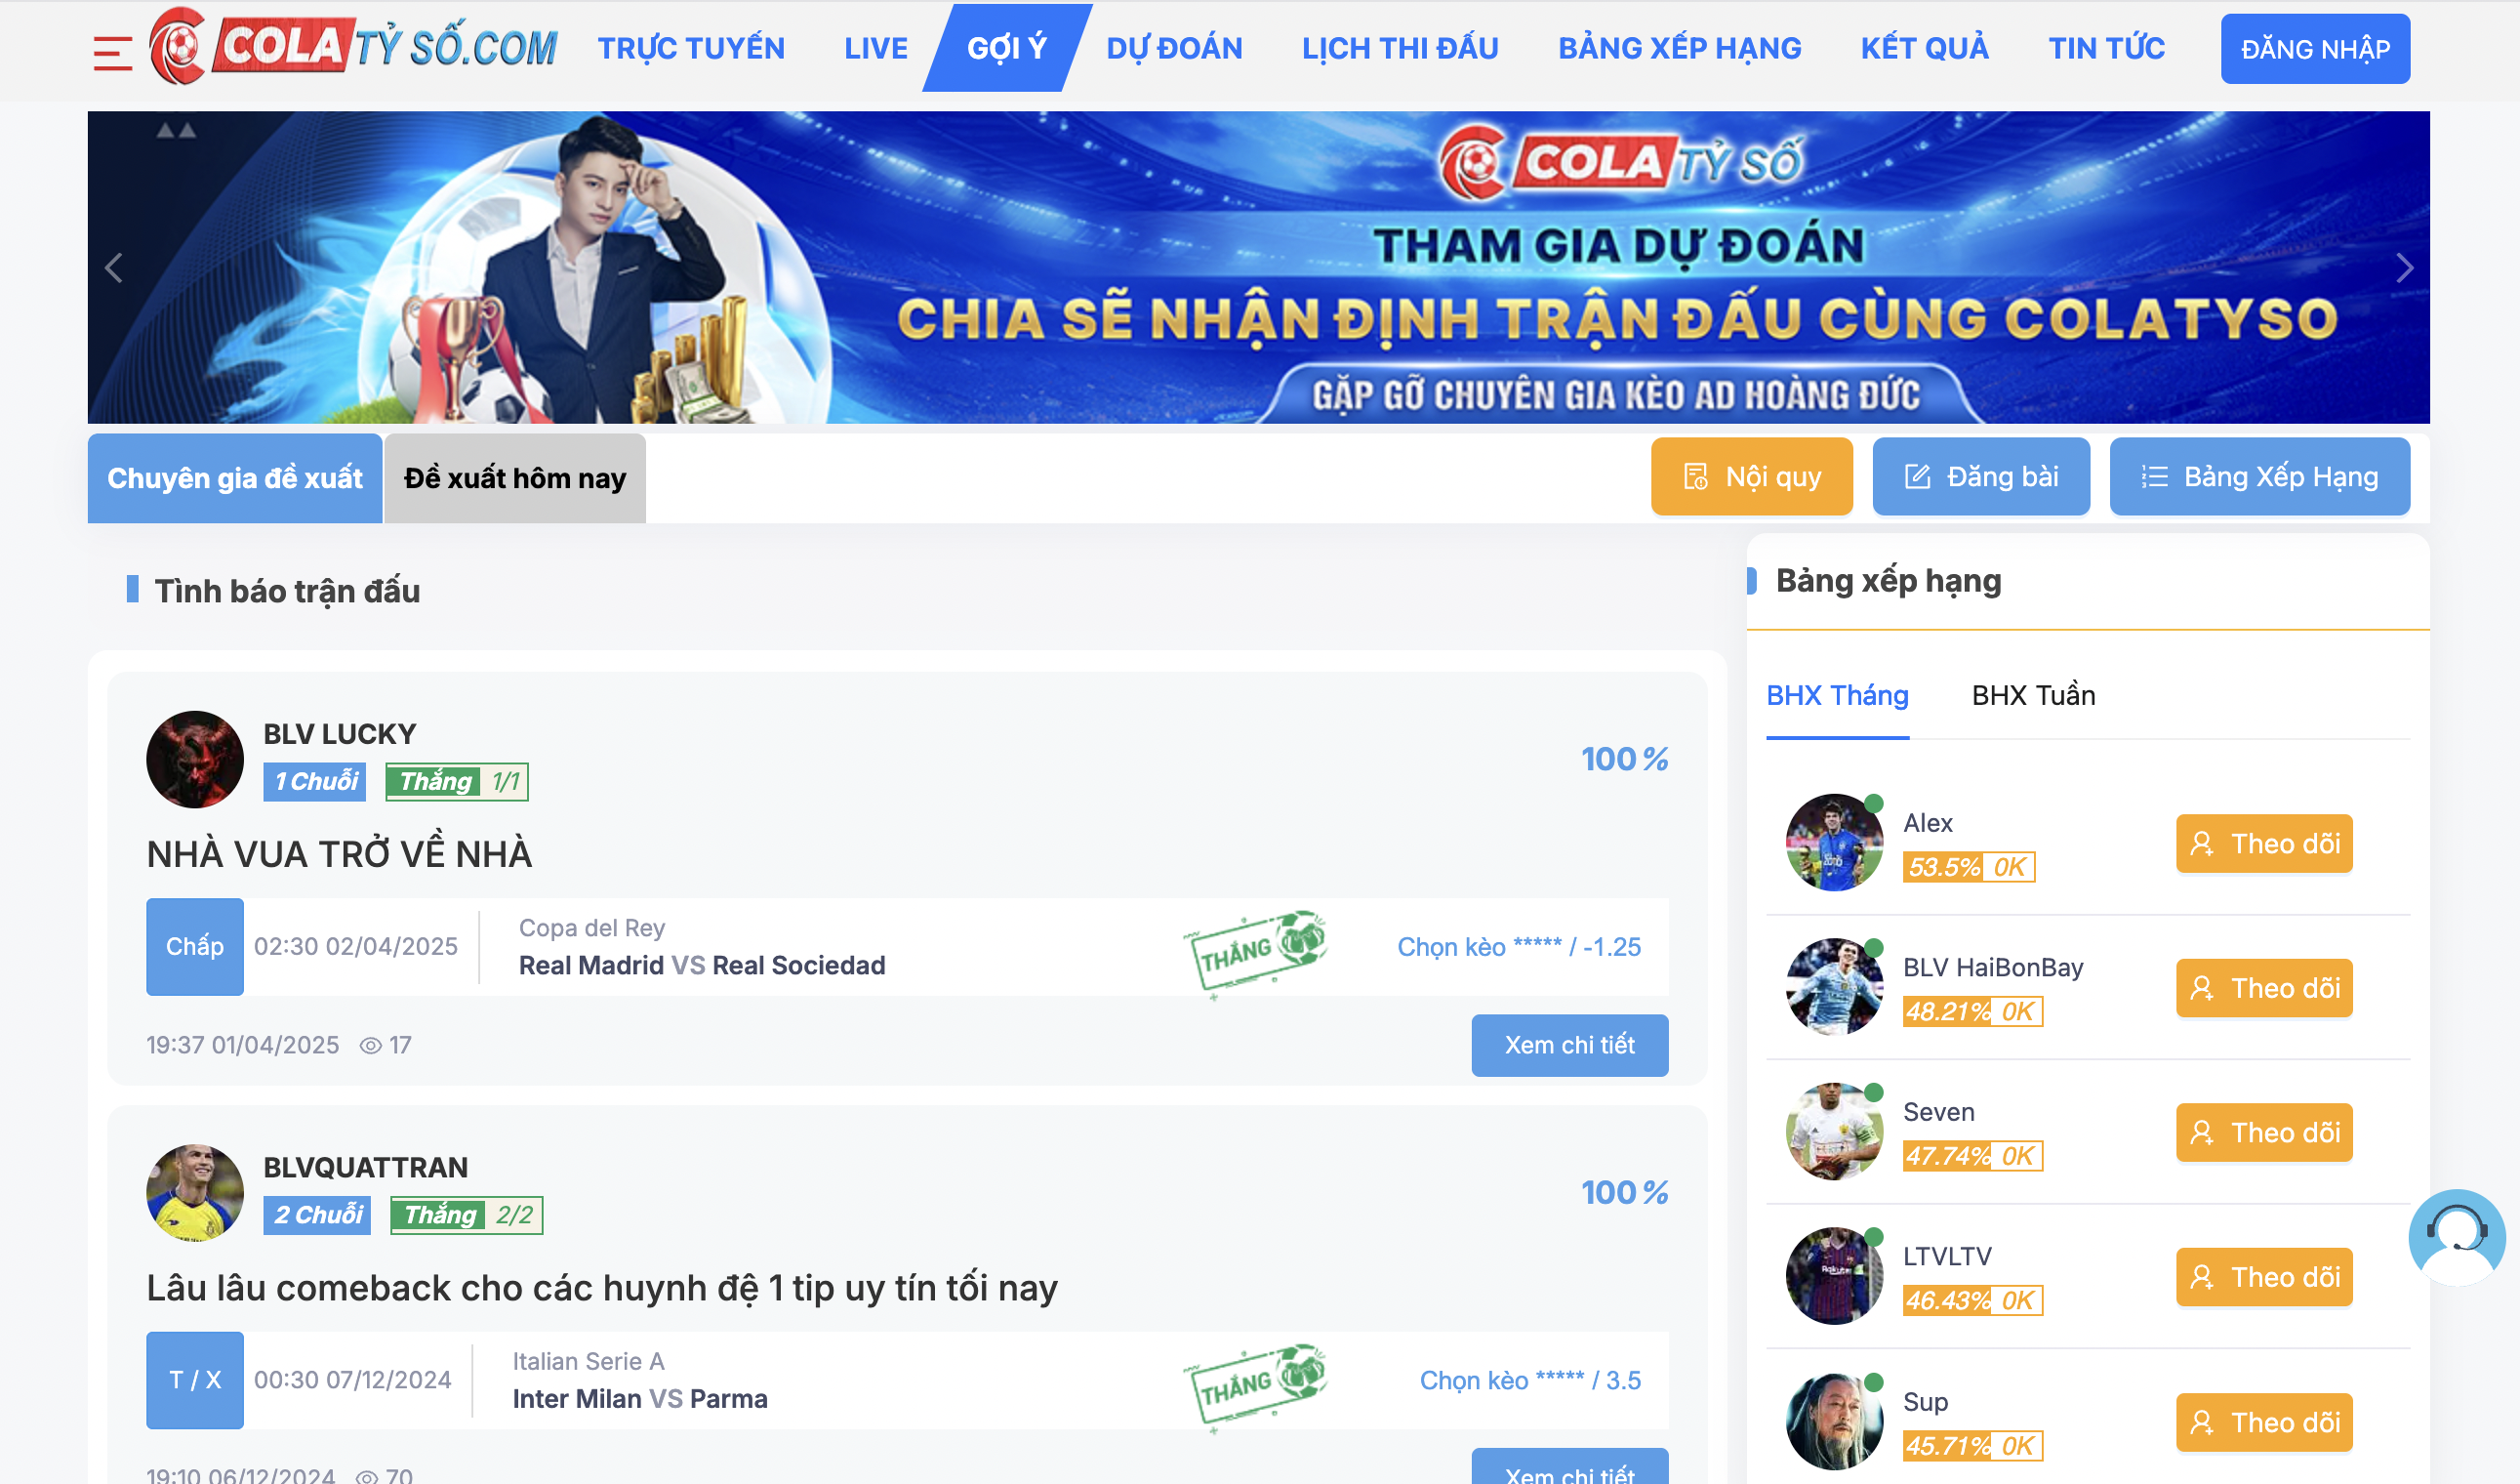 COLA TỶ SỐ.COM
TRỰC TUYẾN
LIVE
GỢI Ý
DỰ ĐOÁN
LỊCH THI ĐẤU
BẢNG XẾP HẠNG
KẾT QUẢ
TIN TỨC
ĐĂNG NHẬP
COLA TỶ SỐ
THAM GIA DỰ ĐOÁN
CHIA SẼ NHẬN ĐỊNH TRẬN ĐẤU CÙNG COLATYSO
GẶP GỠ CHUYÊN GIA KÈO AD HOÀNG ĐỨC
Chuyên gia đề xuất
Đề xuất hôm nay
Nội quy
Đăng bài
Bảng Xếp Hạng
Tình báo trận đấu
BLV LUCKY
1 Chuỗi
Thắng 1/1
100%
NHÀ VUA TRỞ VỀ NHÀ
Chấp
02:30 02/04/2025
Copa del Rey
Real Madrid VS Real Sociedad
THẮNG
Chọn kèo ***** / -1.25
19:37 01/04/2025
17
Xem chi tiết
BLVQUATTRAN
2 Chuỗi
Thắng 2/2
100%
Lâu lâu comeback cho các huynh đệ 1 tip uy tín tối nay
T / X
00:30 07/12/2024
Italian Serie A
Inter Milan VS Parma
THẮNG
Chọn kèo ***** / 3.5
19:10 06/12/2024
70
Xem chi tiết
Bảng xếp hạng
BHX Tháng
BHX Tuần
Alex
53.5% 0K
Theo dõi
BLV HaiBonBay
48.21% 0K
Theo dõi
Seven
47.74% 0K
Theo dõi
LTVLTV
46.43% 0K
Theo dõi
Sup
45.71% 0K
Theo dõi